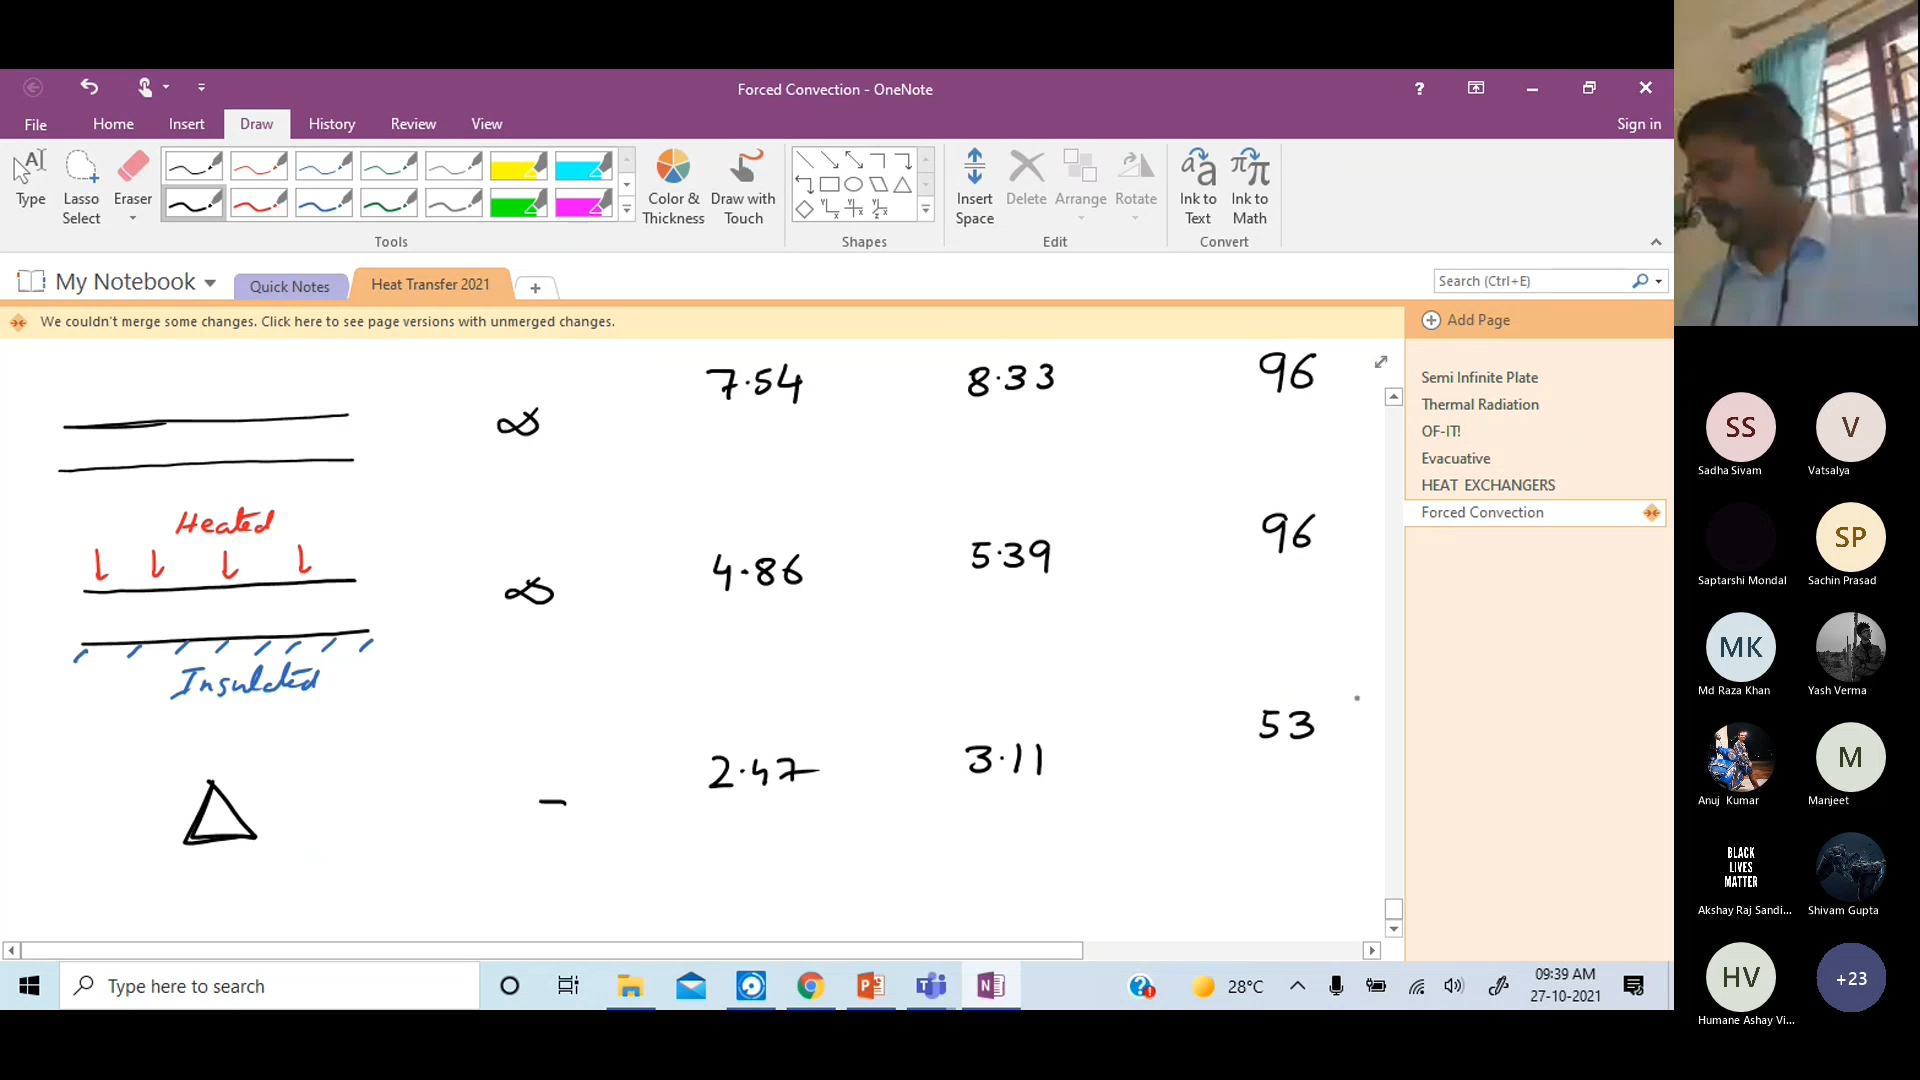 Forced Convection - OneNote
?
File Home Insert Draw History Review View
Sign in
Type
Lasso Select
Eraser
Color & Thickness
Draw with Touch
Insert Space
Delete
Arrange
Rotate
Ink to Text
Ink to Math
Tools
Shapes
Edit
Convert
My Notebook
Quick Notes
Heat Transfer 2021
+
Search (Ctrl+E)
We couldn't merge some changes. Click here to see page versions with unmerged changes.
Add Page
Semi Infinite Plate
Thermal Radiation
OF-IT!
Evacuative
HEAT EXCHANGERS
Forced Convection
∞ 7.54 8.33 96
Heated
∞ 4.86 5.39 96
Insulated
- 2.47 3.11 53
SS
Sadha Sivam
V
Vatsalya
Saptarshi Mondal
SP
Sachin Prasad
MK
Md Raza Khan
Yash Verma
Anuj Kumar
M
Manjeet
BLACK
LIVES
MATTER
Akshay Raj Sandi...
Shivam Gupta
HV
Humane Ashay Vi...
+23
Type here to search
28°C
09:39 AM
27-10-2021